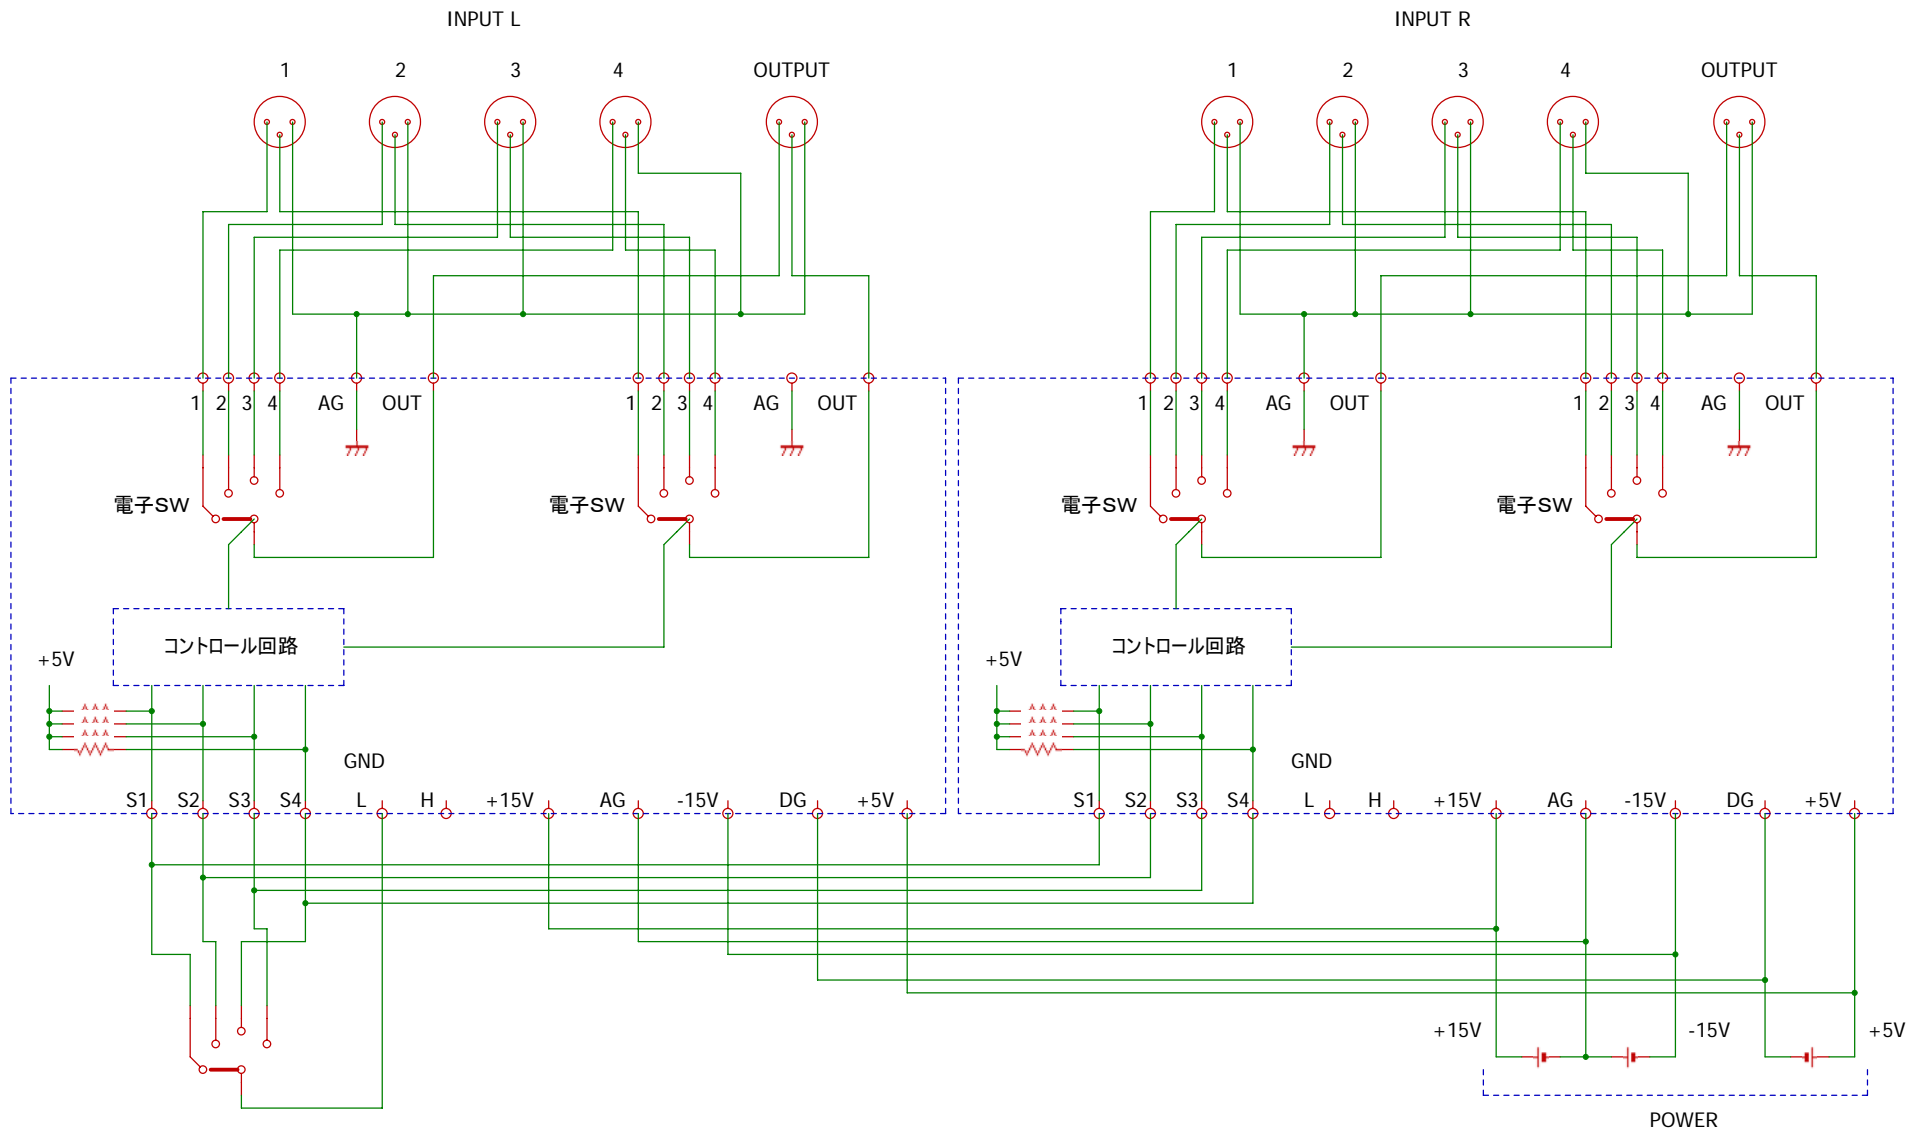 INPUT L INPUT R
1 2 3 4 OUTPUT 1 2 3 4 OUTPUT
1 2 3 4 AG OUT 1 2 3 4 AG OUT 1 2 3 4 AG OUT 1 2 3 4 AG OUT
電子SW 電子SW 電子SW 電子SW
コントロール回路 コントロール回路
+5V +5V
GND GND
S1 S2 S3 S4 L H +15V AG -15V DG +5V S1 S2 S3 S4 L H +15V AG -15V DG +5V
+15V -15V +5V
POWER